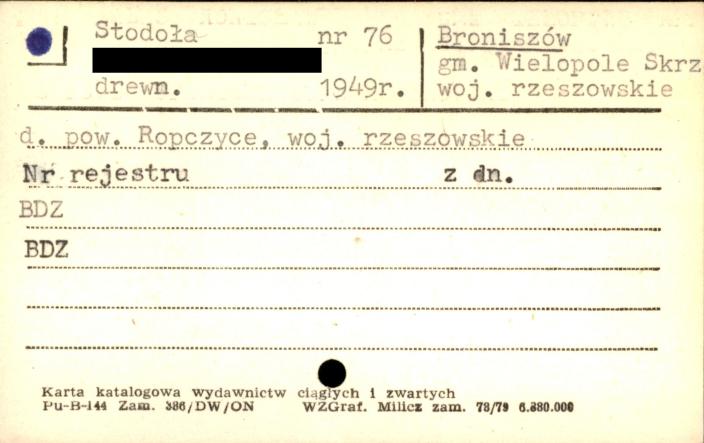 Stodoła nr 76
drewn. 1949r.
Broniszów
gm. Wielopole Skrz
woj. rzeszowskie
d. pow. Ropczyce, woj. rzeszowskie
Nr rejestru z dn.
BDZ
BDZ
Karta katalogowa wydawnictw ciągłych i zwartych
Pu-B-144 Zam. 386/DW/ON WZGraf. Milicz zam. 78/79 6.880.000